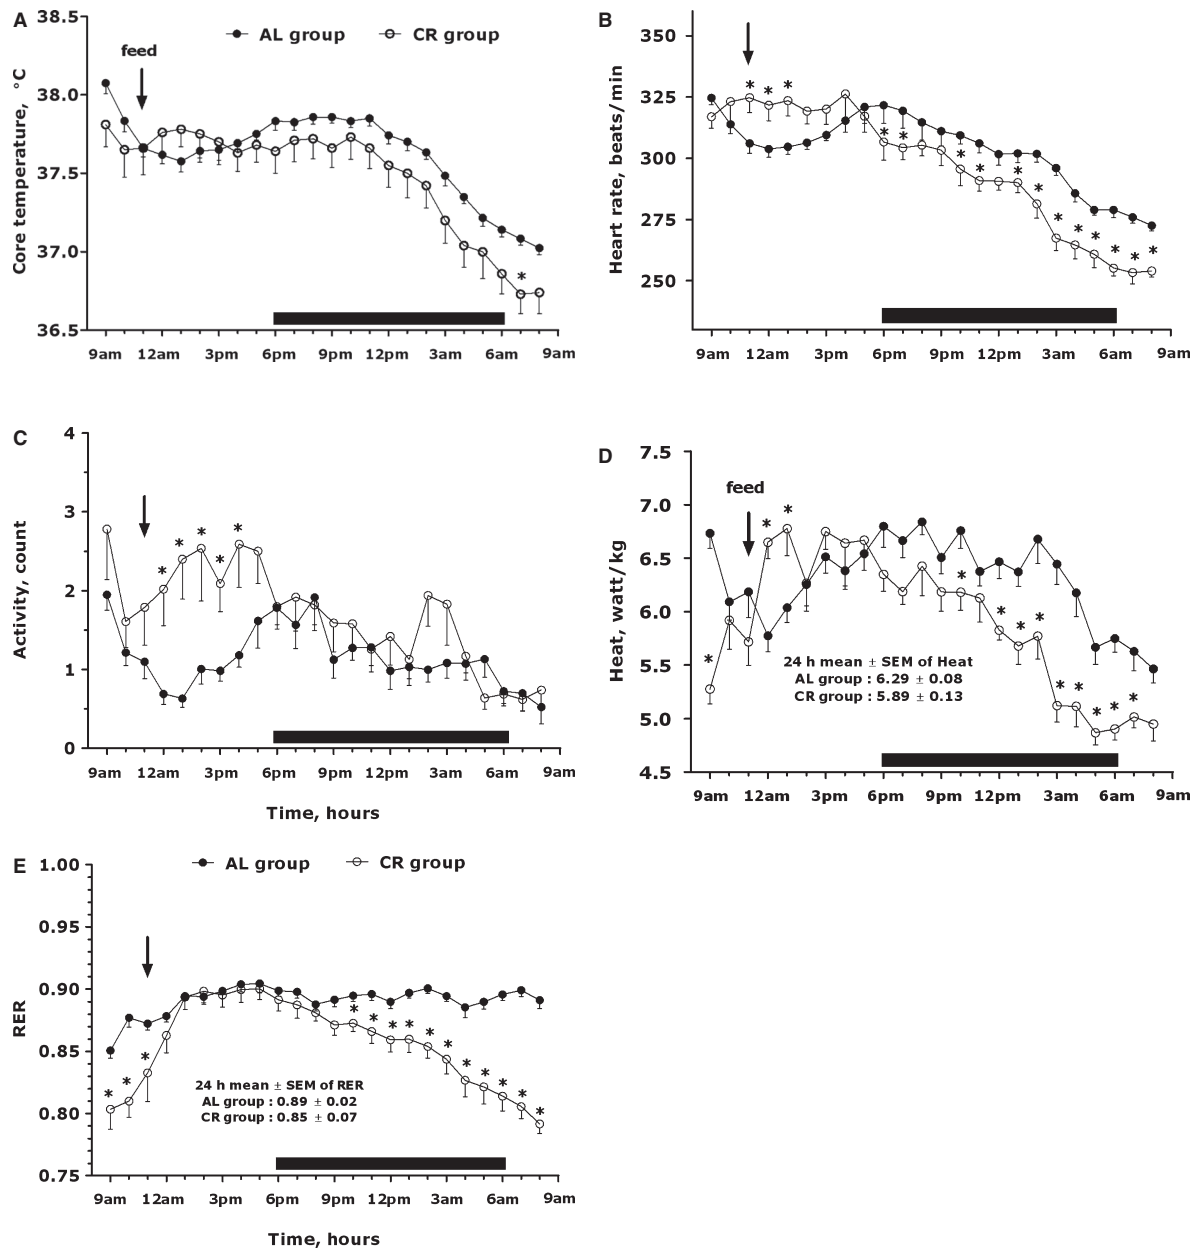 A
38.5
38.0
37.5
37.0
36.5
Core temperature, °C
feed
AL group
CR group
*
9am 12am 3pm 6pm 9pm 12pm 3am 6am 9am
B
350
325
300
275
250
Heart rate, beats/min
* * *
* *
* * * * * * * * * *
9am 12am 3pm 6pm 9pm 12pm 3am 6am 9am
C
4
3
2
1
0
Activity, count
* * * * *
9am 12am 3pm 6pm 9pm 12pm 3am 6am 9am
Time, hours
D
7.5
7.0
6.5
6.0
5.5
5.0
4.5
Heat, watt/kg
feed
* * * * * * * * * * * *
24 h mean ± SEM of Heat
AL group : 6.29 ± 0.08
CR group : 5.89 ± 0.13
9am 12am 3pm 6pm 9pm 12pm 3am 6am 9am
E
1.00
0.95
0.90
0.85
0.80
0.75
RER
AL group
CR group
* * * * * * * * * * * * * *
24 h mean ± SEM of RER
AL group : 0.89 ± 0.02
CR group : 0.85 ± 0.07
9am 12am 3pm 6pm 9pm 12pm 3am 6am 9am
Time, hours